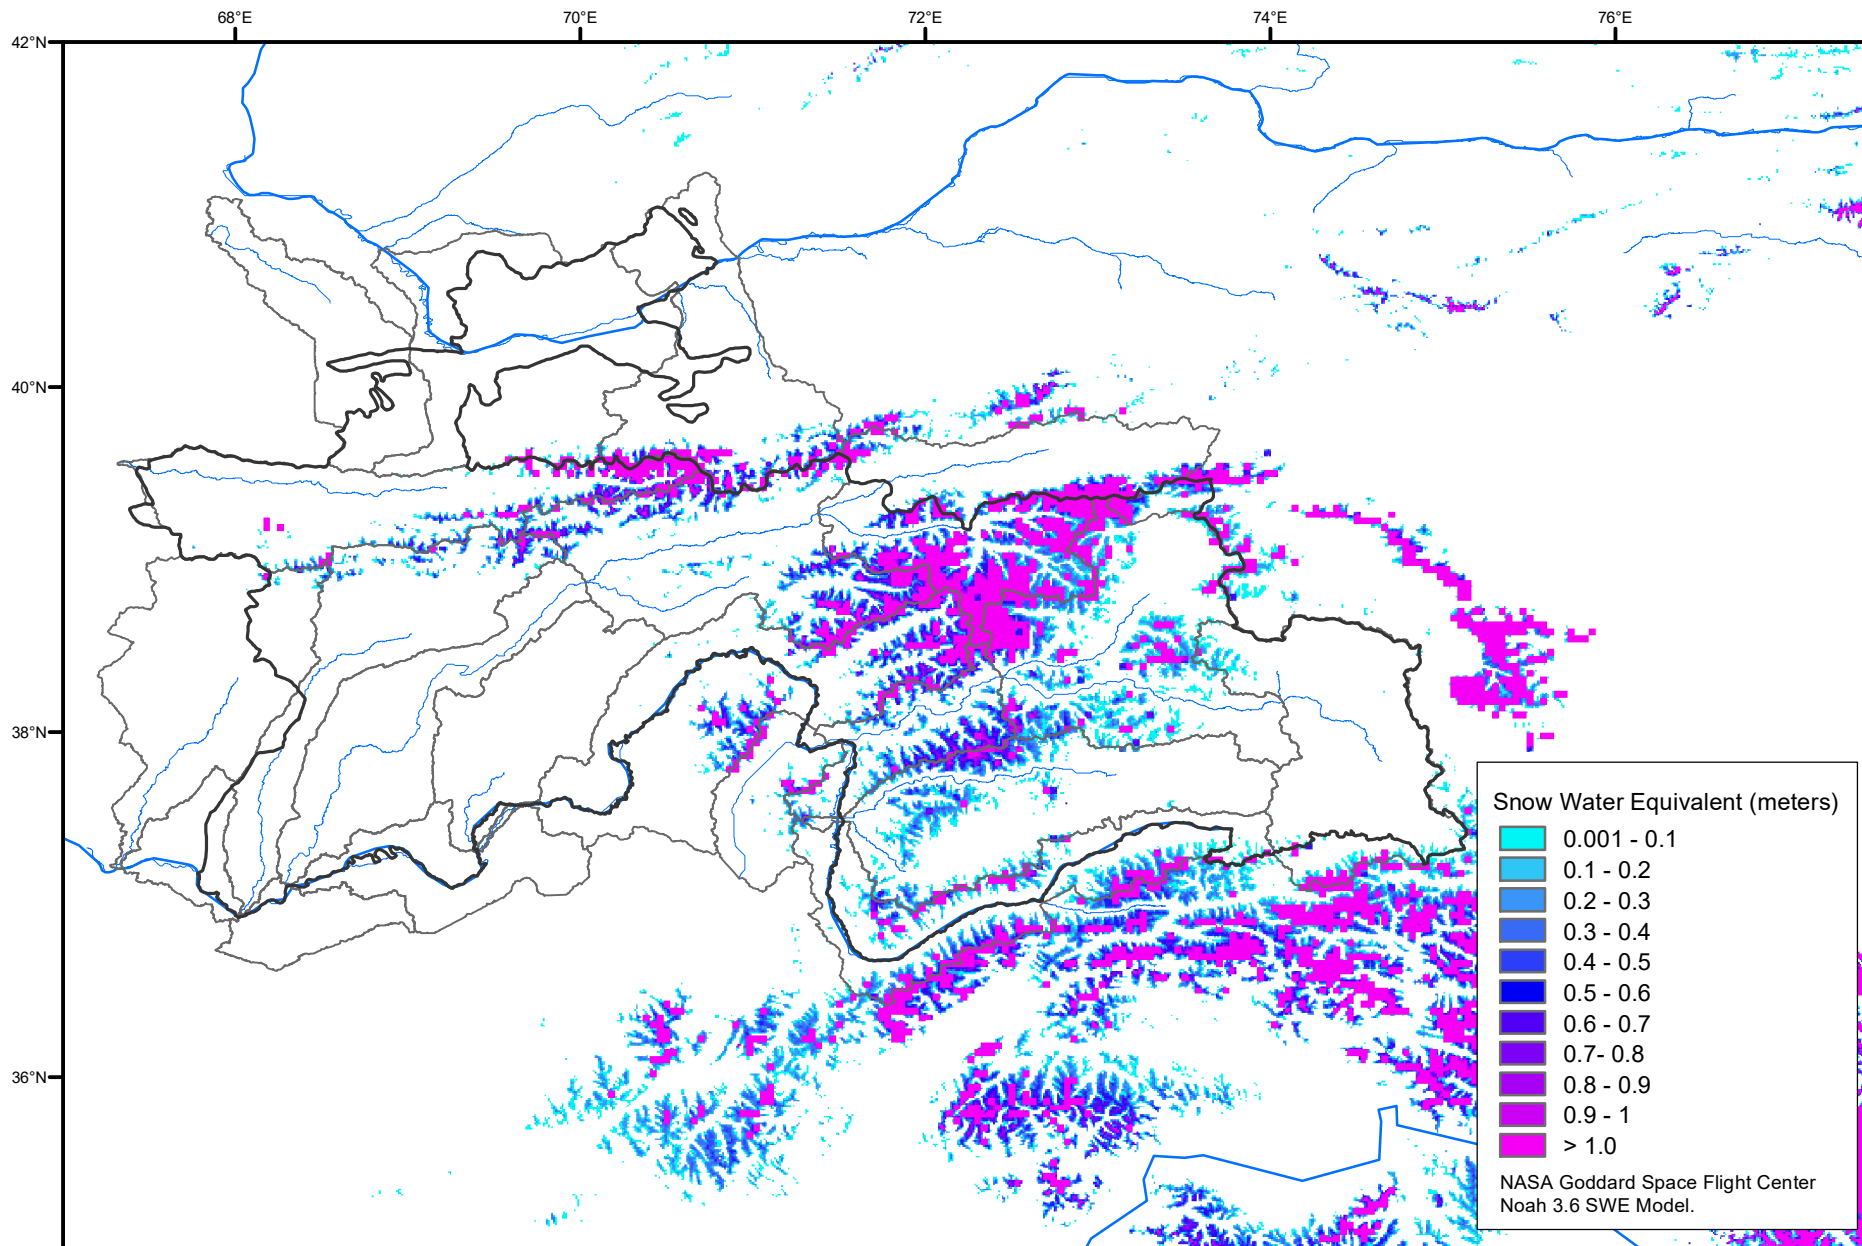 68°E 70°E 72°E 74°E 76°E
42°N
40°N
38°N
36°N
Snow Water Equivalent (meters)
0.001 - 0.1
0.1 - 0.2
0.2 - 0.3
0.3 - 0.4
0.4 - 0.5
0.5 - 0.6
0.6 - 0.7
0.7- 0.8
0.8 - 0.9
0.9 - 1
> 1.0
NASA Goddard Space Flight Center
Noah 3.6 SWE Model.